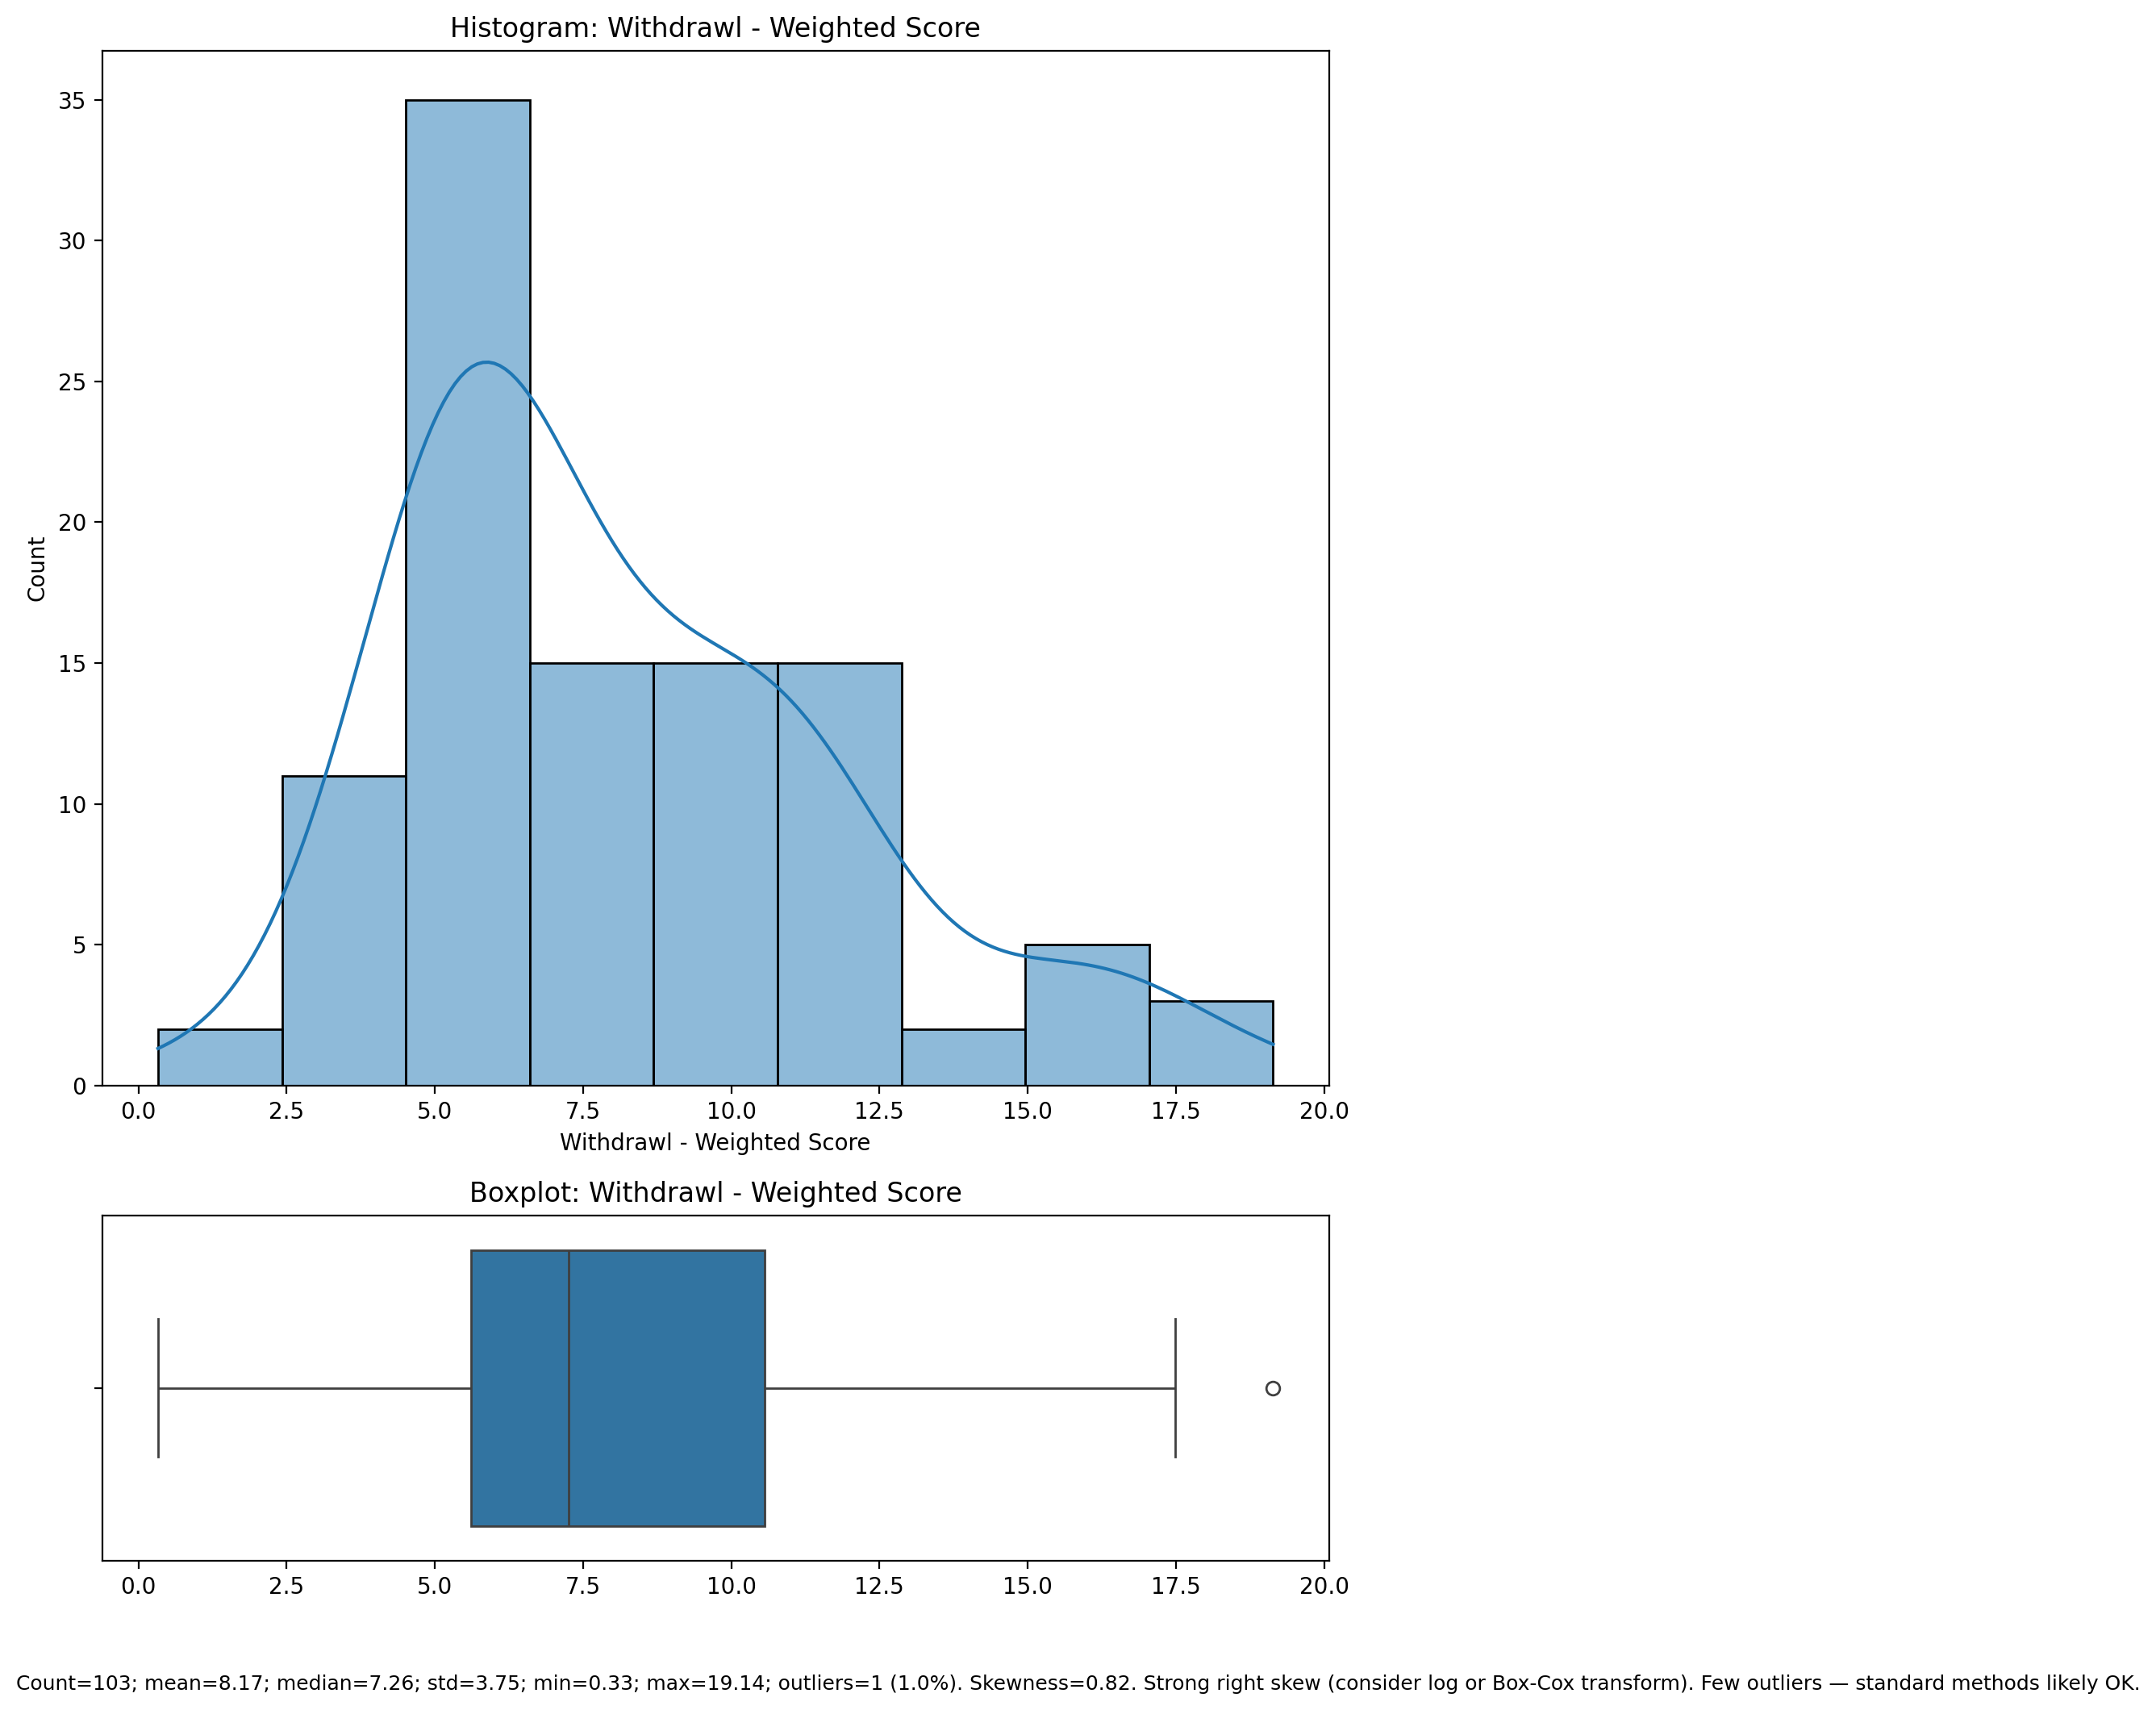 Histogram: Withdrawl - Weighted Score
35
30
25
20
15
10
5
0
Count
0.0 2.5 5.0 7.5 10.0 12.5 15.0 17.5 20.0
Withdrawl - Weighted Score
Boxplot: Withdrawl - Weighted Score
0.0 2.5 5.0 7.5 10.0 12.5 15.0 17.5 20.0
Count=103; mean=8.17; median=7.26; std=3.75; min=0.33; max=19.14; outliers=1 (1.0%). Skewness=0.82. Strong right skew (consider log or Box-Cox transform). Few outliers — standard methods likely OK.